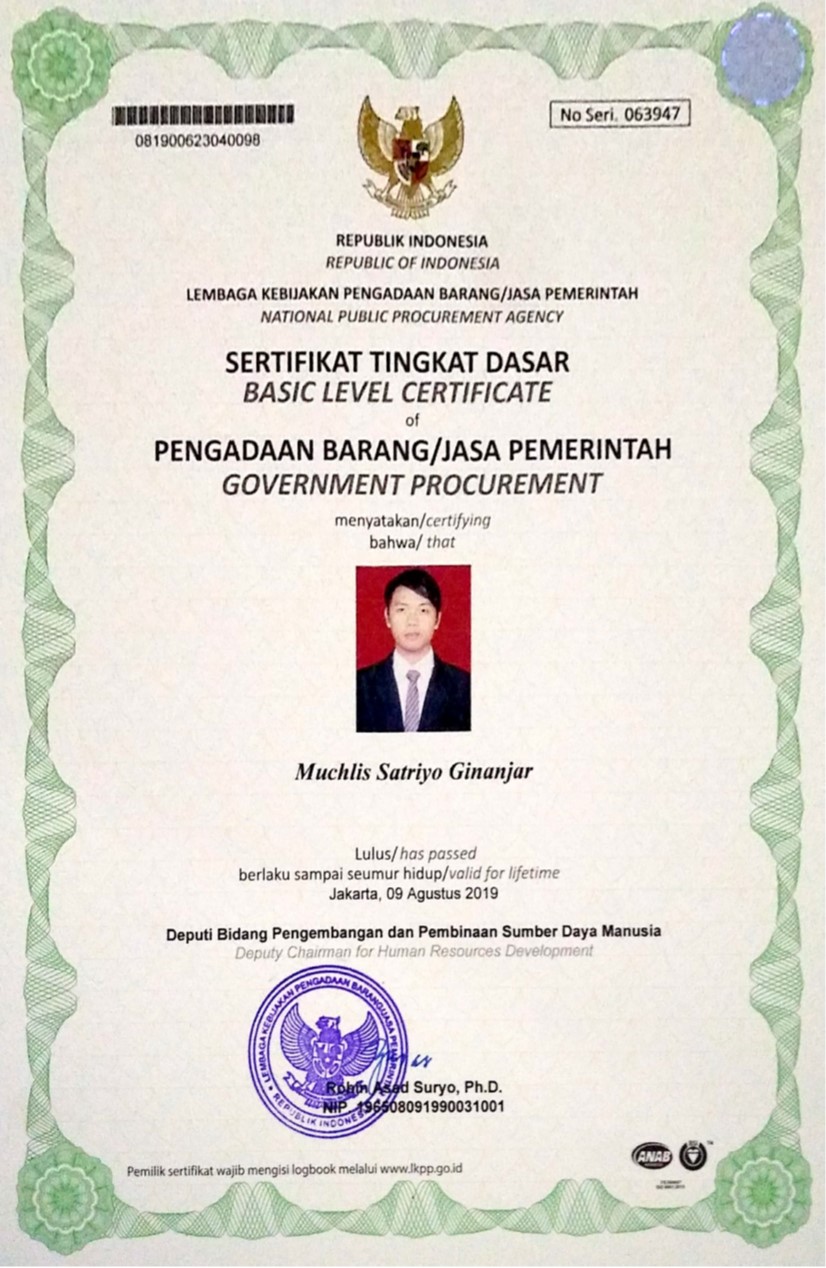 081900623040098
No Seri. 063947
REPUBLIK INDONESIA
REPUBLIC OF INDONESIA
LEMBAGA KEBIJAKAN PENGADAAN BARANG/JASA PEMERINTAH
NATIONAL PUBLIC PROCUREMENT AGENCY
SERTIFIKAT TINGKAT DASAR
BASIC LEVEL CERTIFICATE
of
PENGADAAN BARANG/JASA PEMERINTAH
GOVERNMENT PROCUREMENT
menyatakan/certifying
bahwa/ that
Muchlis Satriyo Ginanjar
Lulus/ has passed
berlaku sampai seumur hidup/valid for lifetime
Jakarta, 09 Agustus 2019
Deputi Bidang Pengembangan dan Pembinaan Sumber Daya Manusia
Deputy Chairman for Human Resources Development
LEMBAGA KEBIJAKAN PENGADAAN BARANG/JASA
REPUBLIK INDONESIA
Robin Asad Suryo, Ph.D.
NIP 196508091990031001
Pemilik sertifikat wajib mengisi logbook melalui www.lkpp.go.id
ANAB